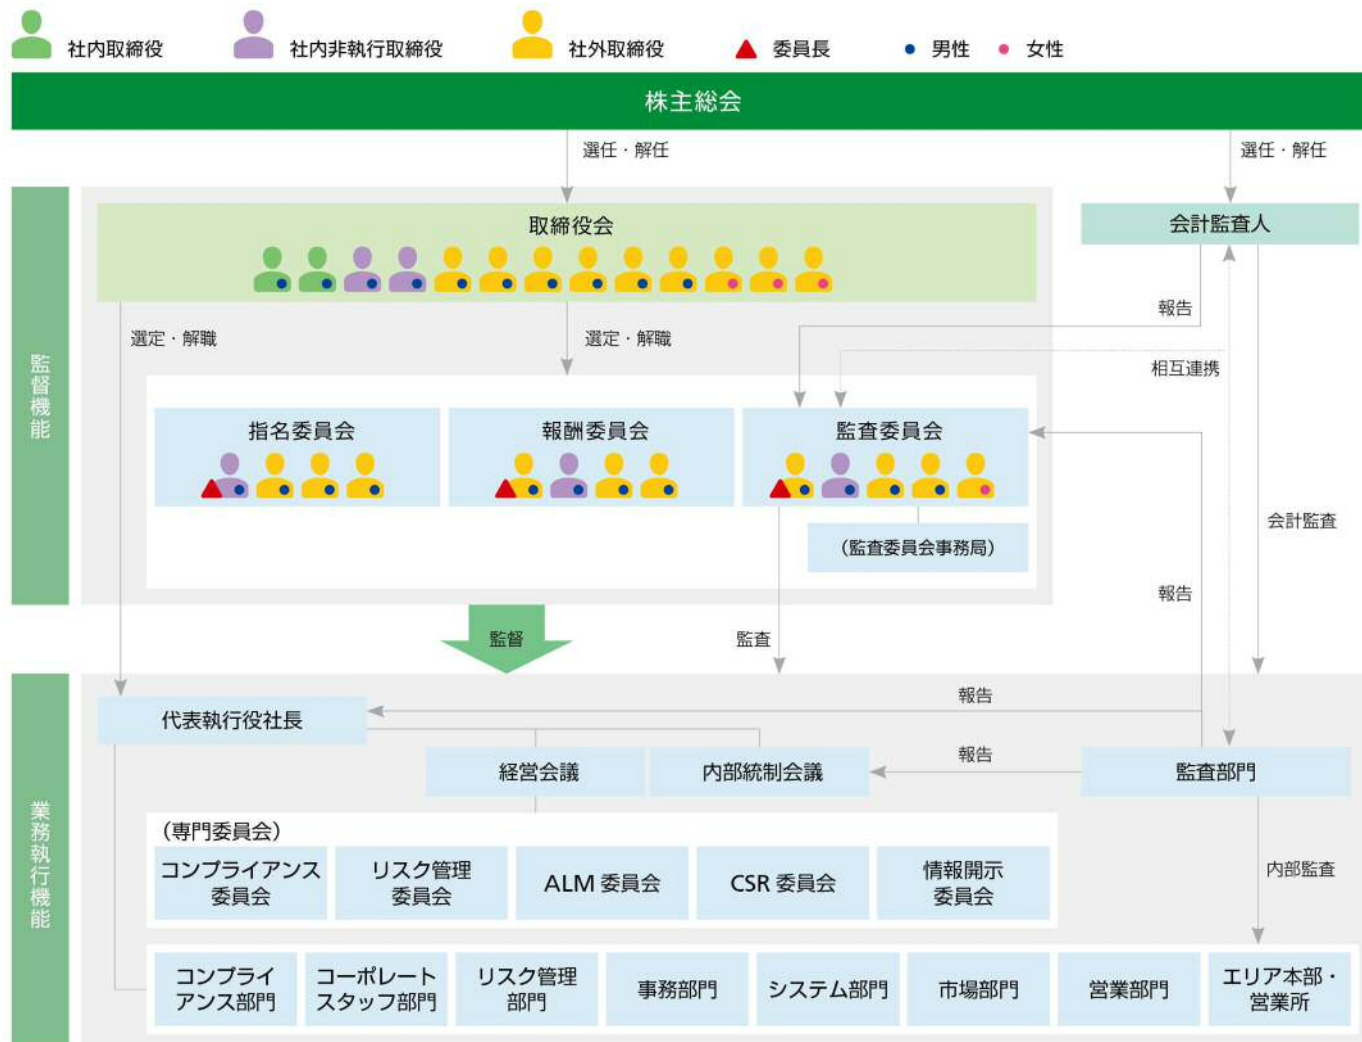 社内取締役
社内非執行取締役
社外取締役
委員長
男性
女性
株主総会
選任・解任
選任・解任
監督機能
取締役会
会計監査人
選定・解職
選定・解職
報告
相互連携
指名委員会
報酬委員会
監査委員会
(監査委員会事務局)
会計監査
報告
監督
監査
業務執行機能
代表執行役社長
報告
経営会議
内部統制会議
報告
監査部門
(専門委員会)
コンプライアンス
委員会
リスク管理
委員会
ALM 委員会
CSR 委員会
情報開示
委員会
内部監査
コンプライ
アンス部門
コーポレート
スタッフ部門
リスク管理
部門
事務部門
システム部門
市場部門
営業部門
エリア本部・
営業所